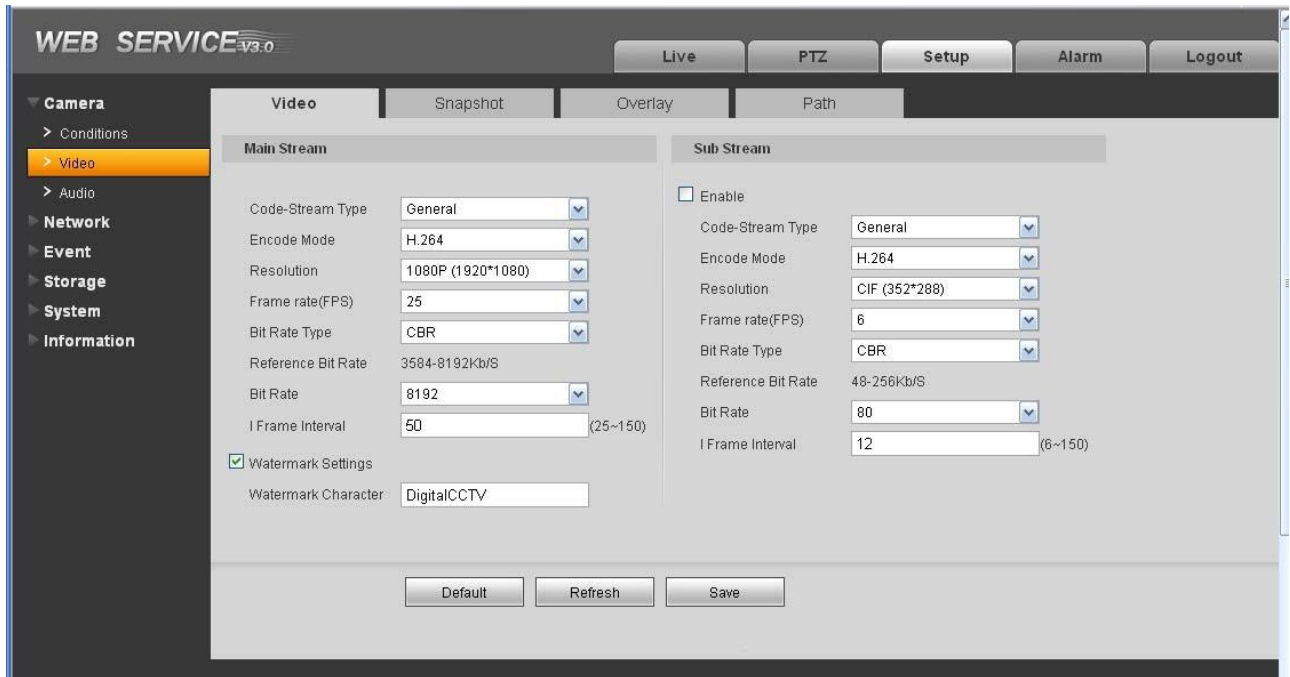 WEB SERVICE V3.0
Live PTZ Setup Alarm Logout
Camera
Conditions
Video
Audio
Network
Event
Storage
System
Information
Video Snapshot Overlay Path
Main Stream
Code-Stream Type General
Encode Mode H.264
Resolution 1080P (1920*1080)
Frame rate(FPS) 25
Bit Rate Type CBR
Reference Bit Rate 3584-8192Kb/S
Bit Rate 8192
I Frame Interval 50 (25~150)
Watermark Settings
Watermark Character DigitalCCTV
Sub Stream
Enable
Code-Stream Type General
Encode Mode H.264
Resolution CIF (352*288)
Frame rate(FPS) 6
Bit Rate Type CBR
Reference Bit Rate 48-256Kb/S
Bit Rate 80
I Frame Interval 12 (6~150)
Default Refresh Save